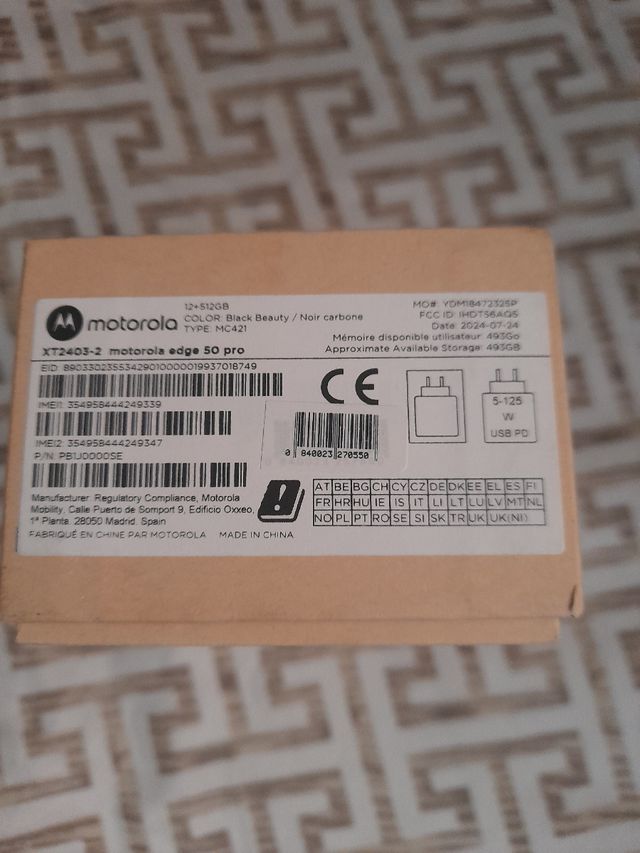 motorola
12+512GB
COLOR: Black Beauty / Noir carbone
TYPE: MC421
MO#: YDM18472325P
FCC ID: IHDT56AQ5
Date: 2024-07-24
Mémoire disponible utilisateur: 493Go
Approximate Available Storage: 493GB
XT2403-2 motorola edge 50 pro
EID: 89033023553429010000019937018749
IMEI1: 354958444249339
IMEI2: 354958444249347
P/N: PB1J0000SE
CE
0 840023 270550
5-125
W
USB PD
Manufacturer: Regulatory Compliance, Motorola
Mobility, Calle Puerto de Somport 9, Edificio Oxxeo,
1ª Planta. 28050 Madrid. Spain
FABRIQUÉ EN CHINE PAR MOTOROLA MADE IN CHINA
AT BE BG CH CY CZ DE DK EE EL ES FI
FR HR HU IE IS IT LI LT LU LV MT NL
NO PL PT RO SE SI SK TR UK UK(NI)